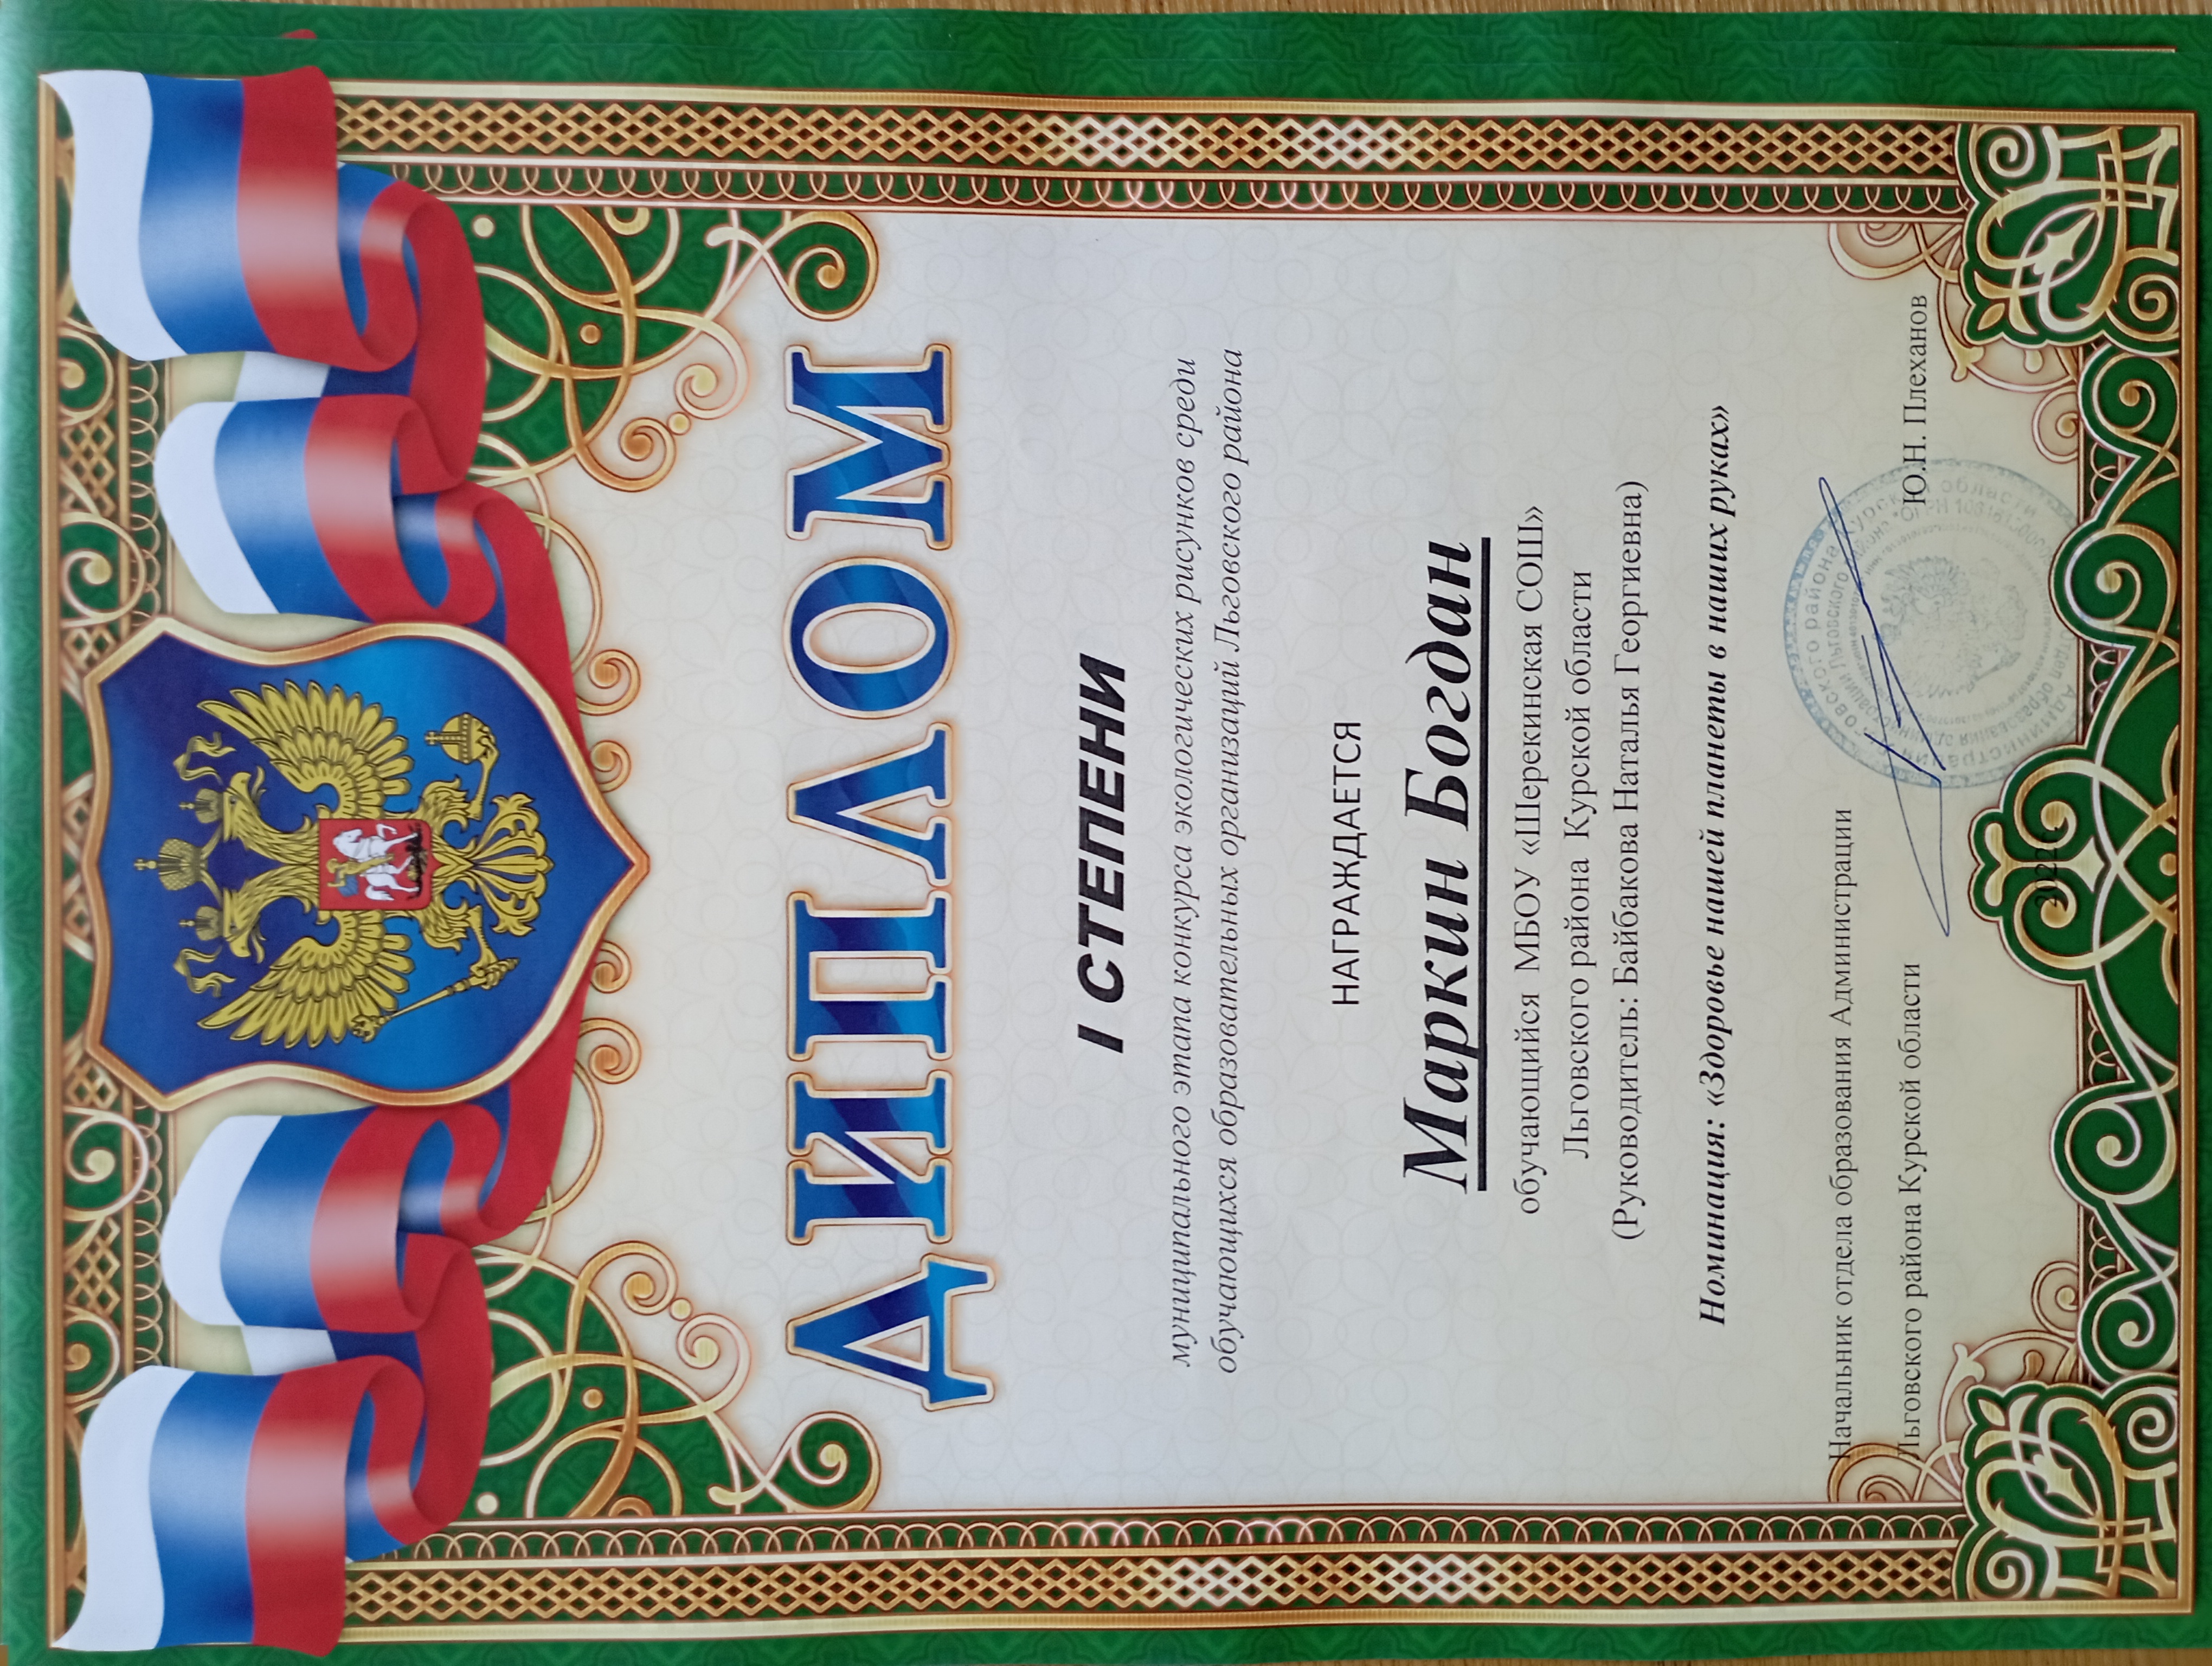 ДИПЛОМ
I СТЕПЕНИ
муниципального этапа конкурса экологических рисунков среди
обучающихся образовательных организаций Льговского района
НАГРАЖДАЕТСЯ
Маркин Богдан
обучающийся МБОУ «Шерекинская СОШ»
Льговского района Курской области
(Руководитель: Байбакова Наталья Георгиевна)
Номинация: «Здоровье нашей планеты в наших руках»
Начальник отдела образования Администрации
Льговского района Курской области Ю.Н. Плеханов